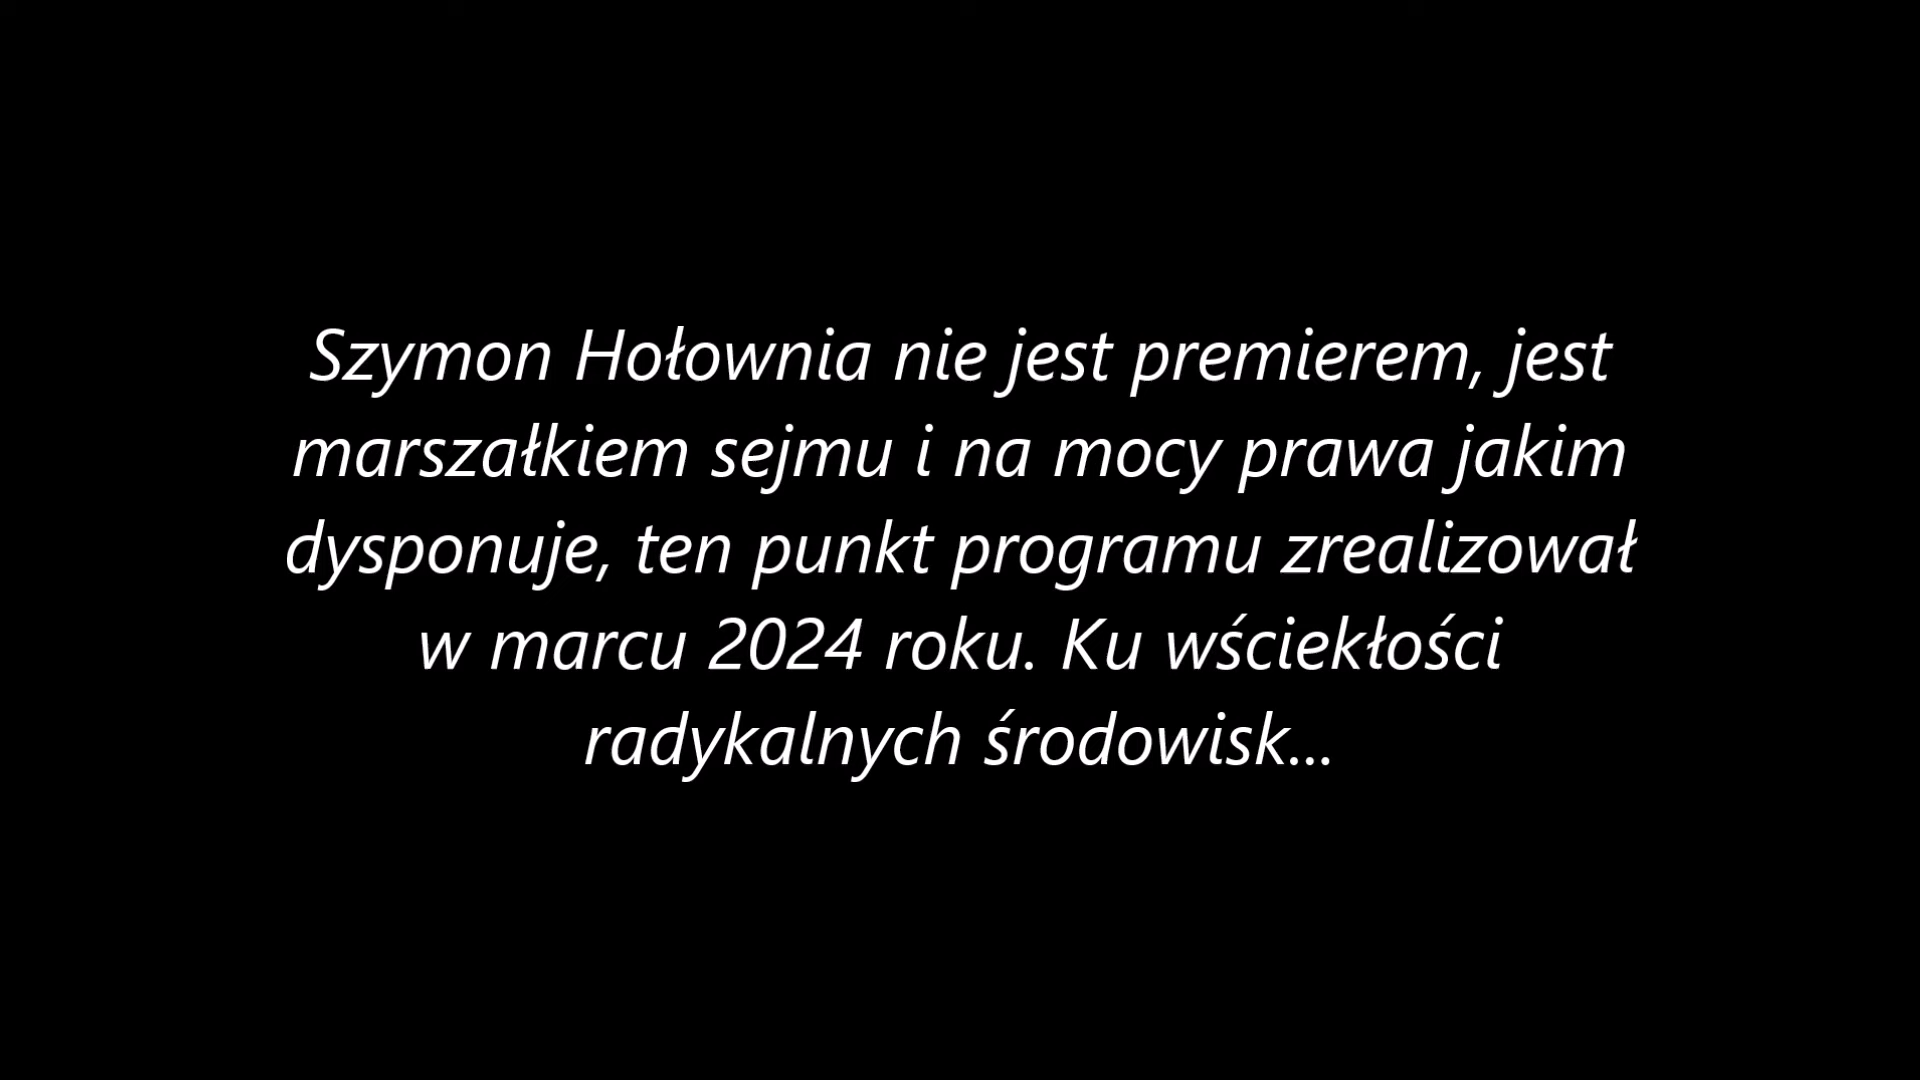 Szymon Hołownia nie jest premierem, jest
marszałkiem sejmu i na mocy prawa jakim
dysponuje, ten punkt programu zrealizował
w marcu 2024 roku. Ku wściekłości
radykalnych środowisk...